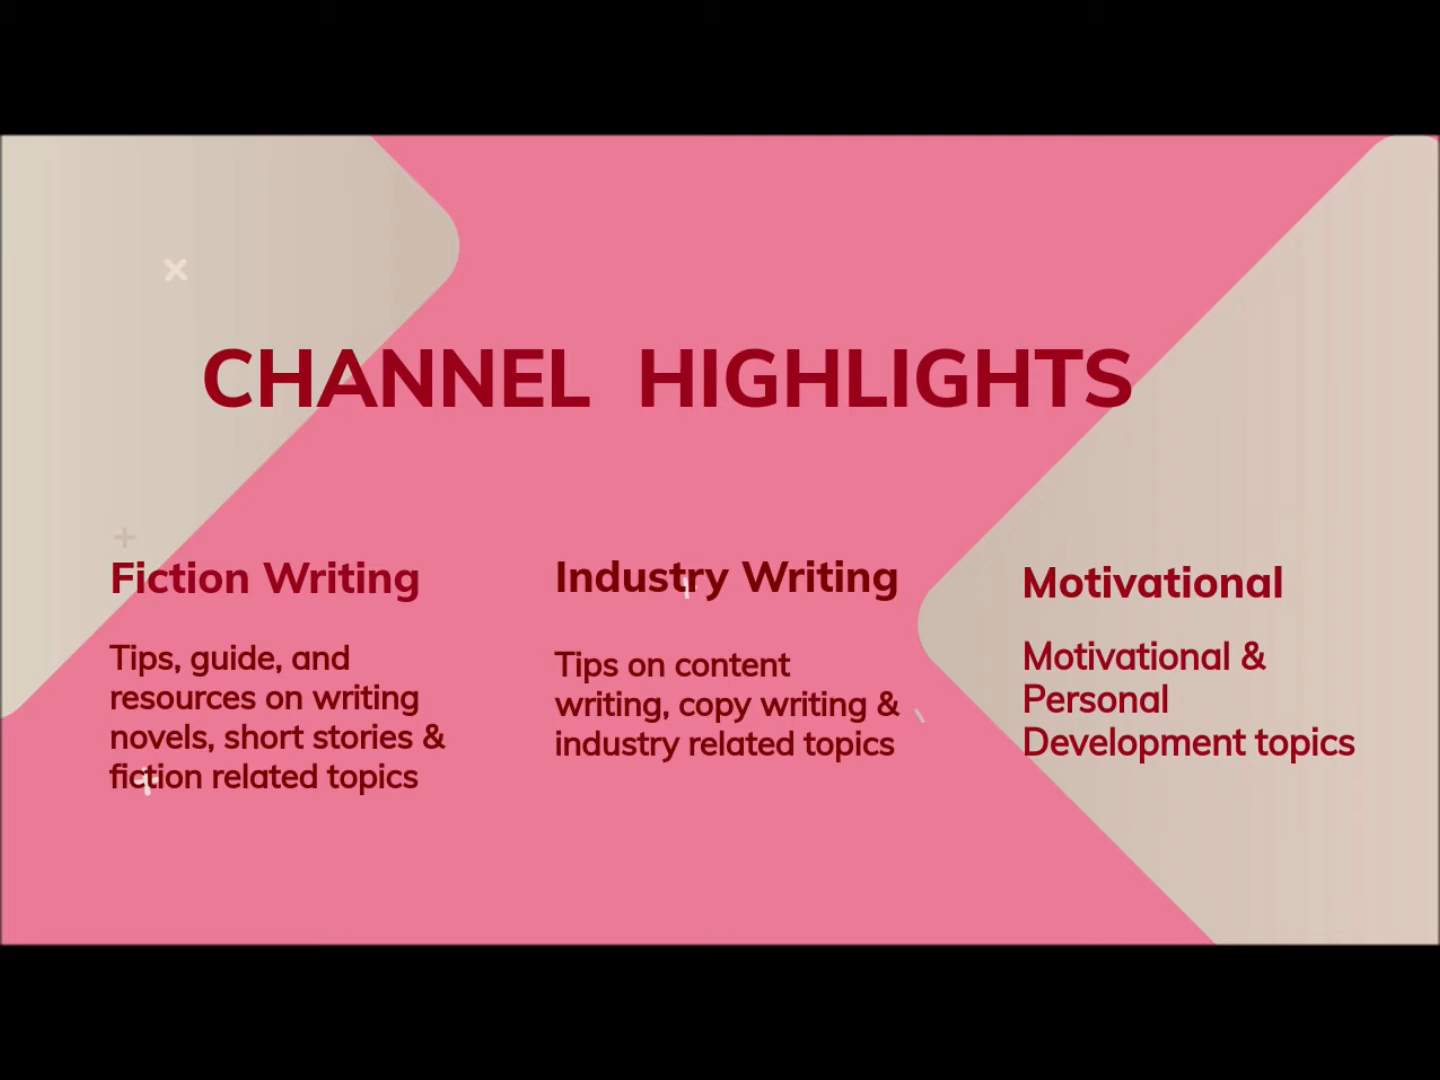 CHANNEL HIGHLIGHTS
Fiction Writing
Tips, guide, and
resources on writing
novels, short stories &
fiction related topics
Industry Writing
Tips on content
writing, copy writing &
industry related topics
Motivational
Motivational &
Personal
Development topics